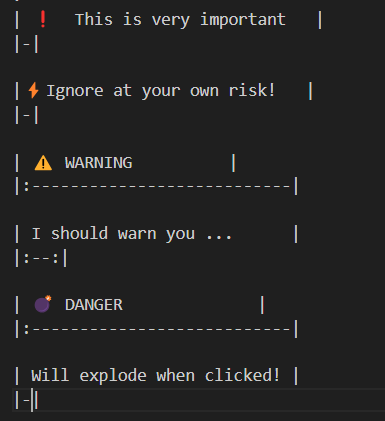 | ❗ This is very important |
|-|
|⚡Ignore at your own risk! |
|-|
| ⚠️ WARNING |
|:---------------------------|
| I should warn you ... |
|:--:|
| 💣 DANGER |
|:---------------------------|
| Will explode when clicked! |
|-|